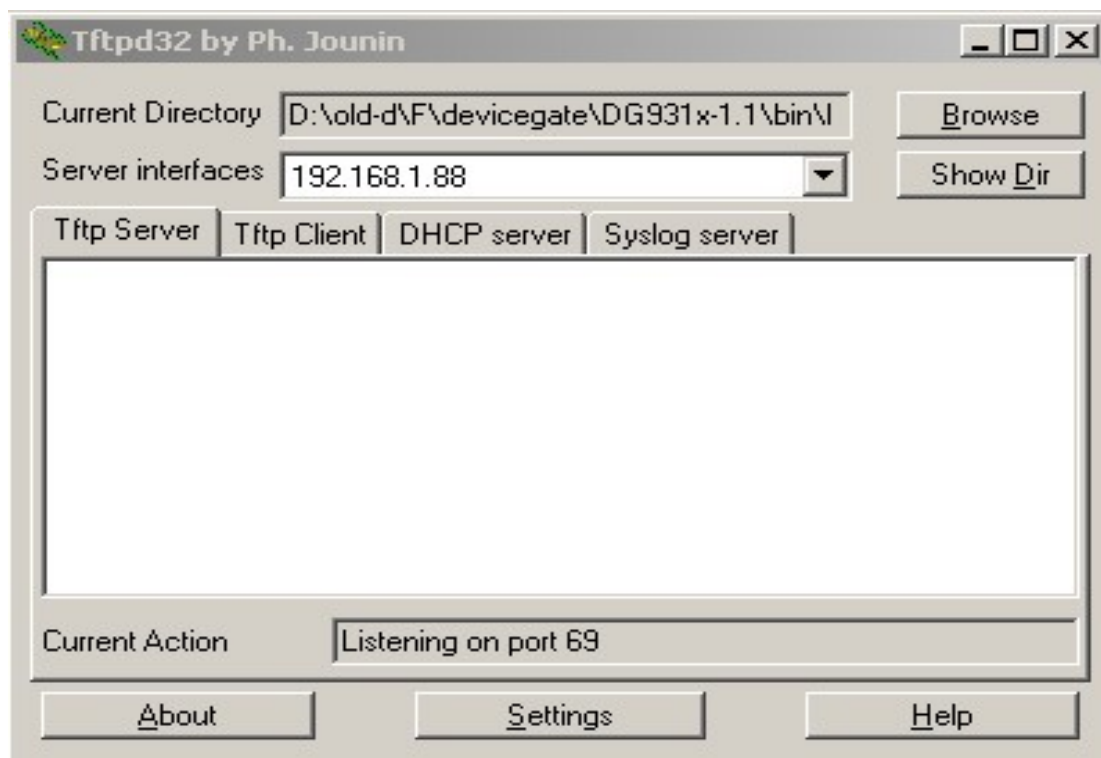 Tftpd32 by Ph. Jounin
Current Directory D:\old-d\F\devicegate\DG931x-1.1\bin\I Browse
Server interfaces 192.168.1.88 Show Dir
Tftp Server Tftp Client DHCP server Syslog server
Current Action Listening on port 69
About Settings Help